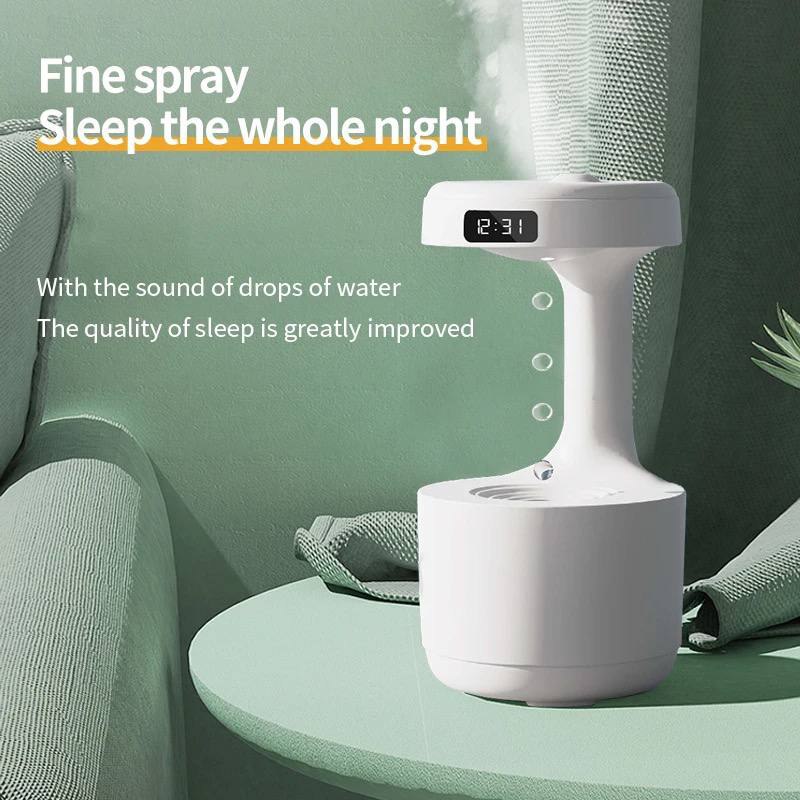 Fine spray
Sleep the whole night
12:31
With the sound of drops of water
The quality of sleep is greatly improved